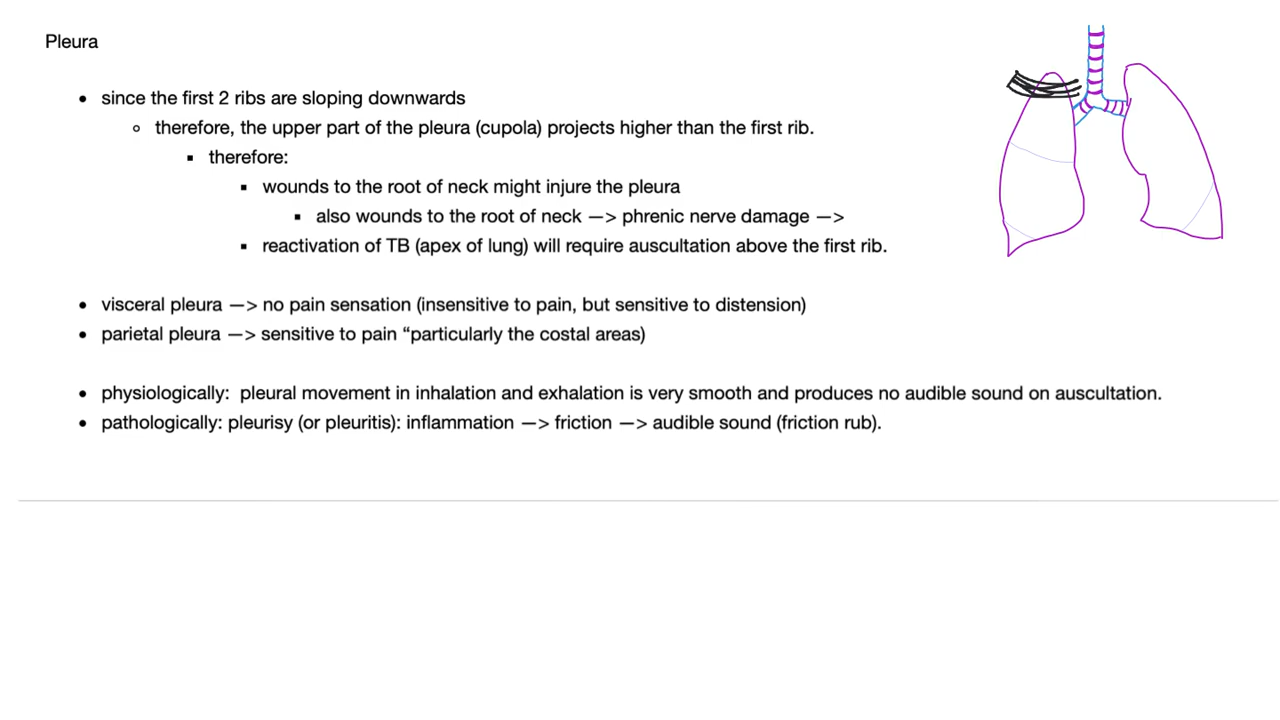 Pleura
• since the first 2 ribs are sloping downwards
◦ therefore, the upper part of the pleura (cupola) projects higher than the first rib.
▪ therefore:
▪ wounds to the root of neck might injure the pleura
▪ also wounds to the root of neck —> phrenic nerve damage —>
▪ reactivation of TB (apex of lung) will require auscultation above the first rib.
• visceral pleura —> no pain sensation (insensitive to pain, but sensitive to distension)
• parietal pleura —> sensitive to pain “particularly the costal areas)
• physiologically:  pleural movement in inhalation and exhalation is very smooth and produces no audible sound on auscultation.
• pathologically: pleurisy (or pleuritis): inflammation —> friction —> audible sound (friction rub).